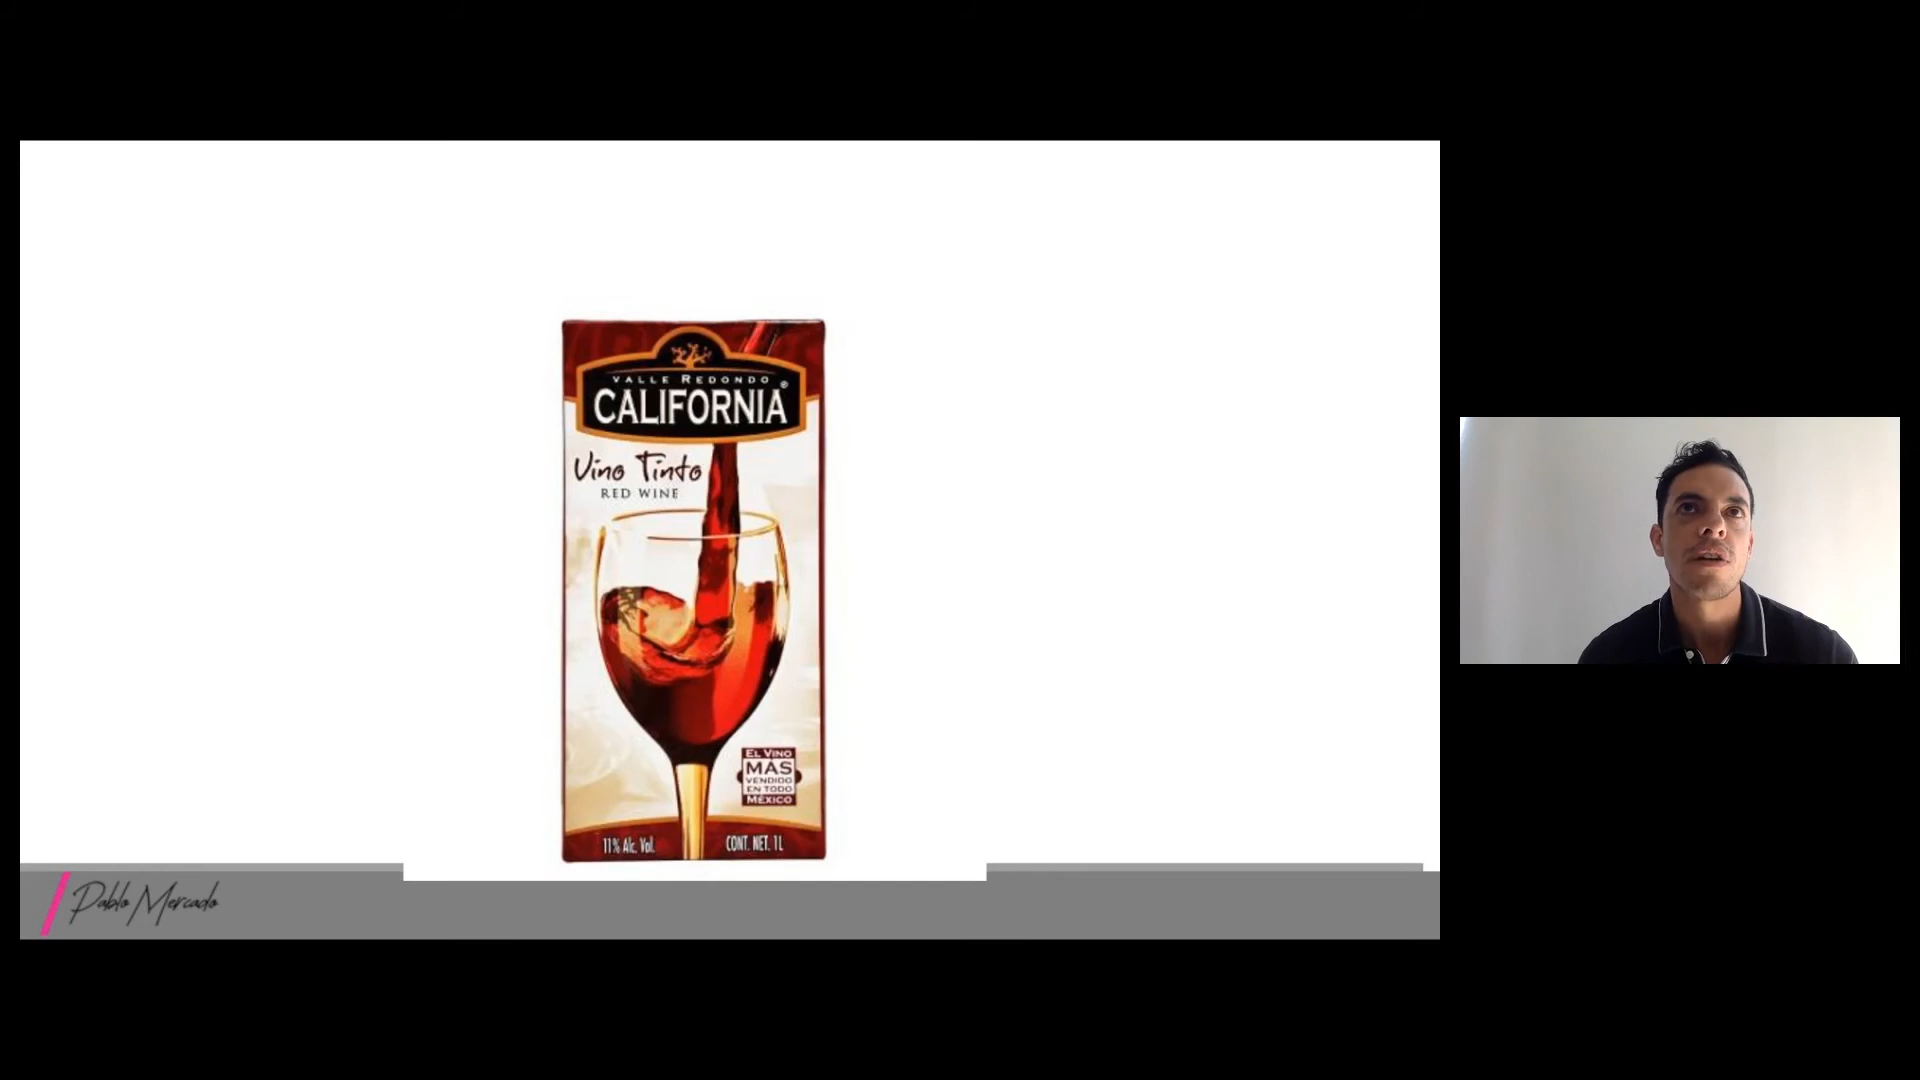 VALLE REDONDO
®
CALIFORNIA
Vino Tinto
RED WINE
EL VINO
MÁS
VENDIDO
EN TODO
MÉXICO
11% Alc. Vol.
CONT. NET. 1L
Pablo Mercado